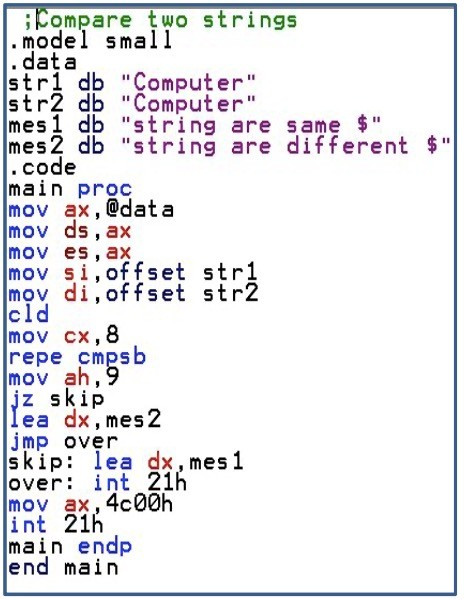 ;Compare two strings
.model small
.data
str1 db "Computer"
str2 db "Computer"
mes1 db "string are same $"
mes2 db "string are different $"
.code
main proc
mov ax,@data
mov ds,ax
mov es,ax
mov si,offset str1
mov di,offset str2
cld
mov cx,8
repe cmpsb
mov ah,9
jz skip
lea dx,mes2
jmp over
skip: lea dx,mes1
over: int 21h
mov ax,4c00h
int 21h
main endp
end main